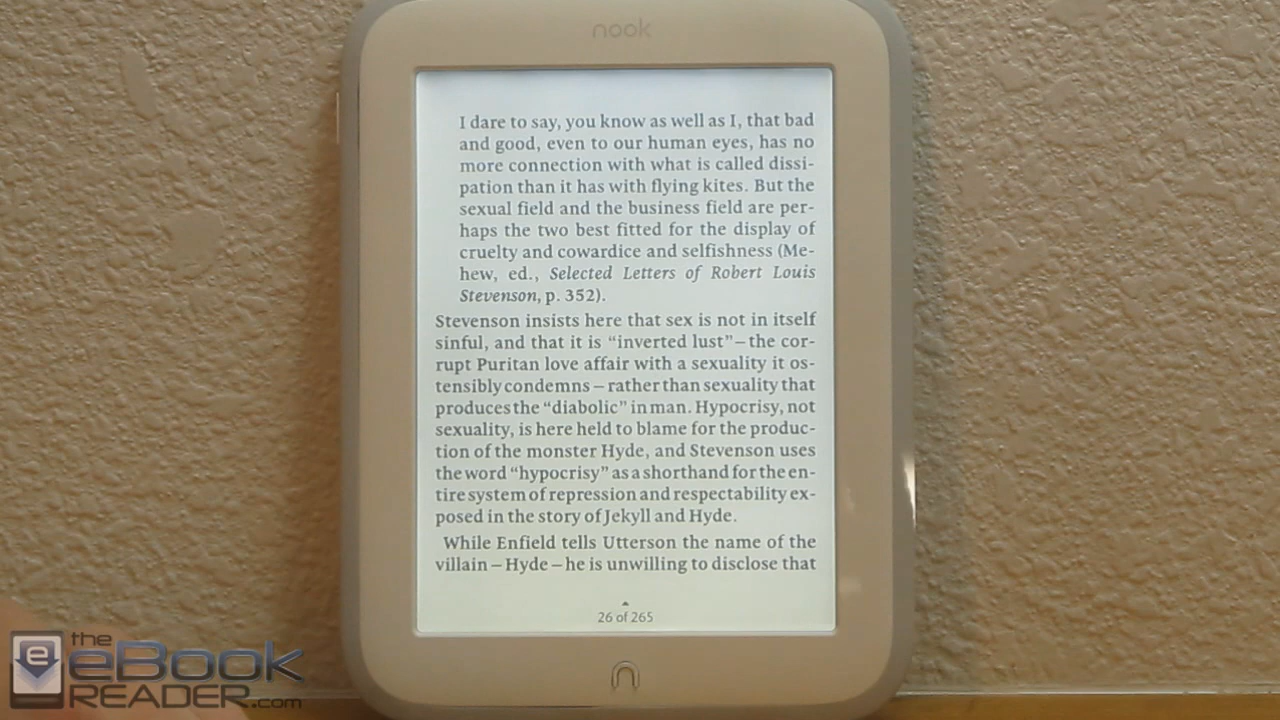 nook
I dare to say, you know as well as I, that bad
and good, even to our human eyes, has no
more connection with what is called dissi-
pation than it has with flying kites. But the
sexual field and the business field are per-
haps the two best fitted for the display of
cruelty and cowardice and selfishness (Me-
hew, ed., Selected Letters of Robert Louis
Stevenson, p. 352).
Stevenson insists here that sex is not in itself
sinful, and that it is “inverted lust”—the cor-
rupt Puritan love affair with a sexuality it os-
tensibly condemns—rather than sexuality that
produces the “diabolic” in man. Hypocrisy, not
sexuality, is here held to blame for the produc-
tion of the monster Hyde, and Stevenson uses
the word “hypocrisy” as a shorthand for the en-
tire system of repression and respectability ex-
posed in the story of Jekyll and Hyde.
While Enfield tells Utterson the name of the
villain—Hyde—he is unwilling to disclose that
26 of 265
the
eBook
READER.com